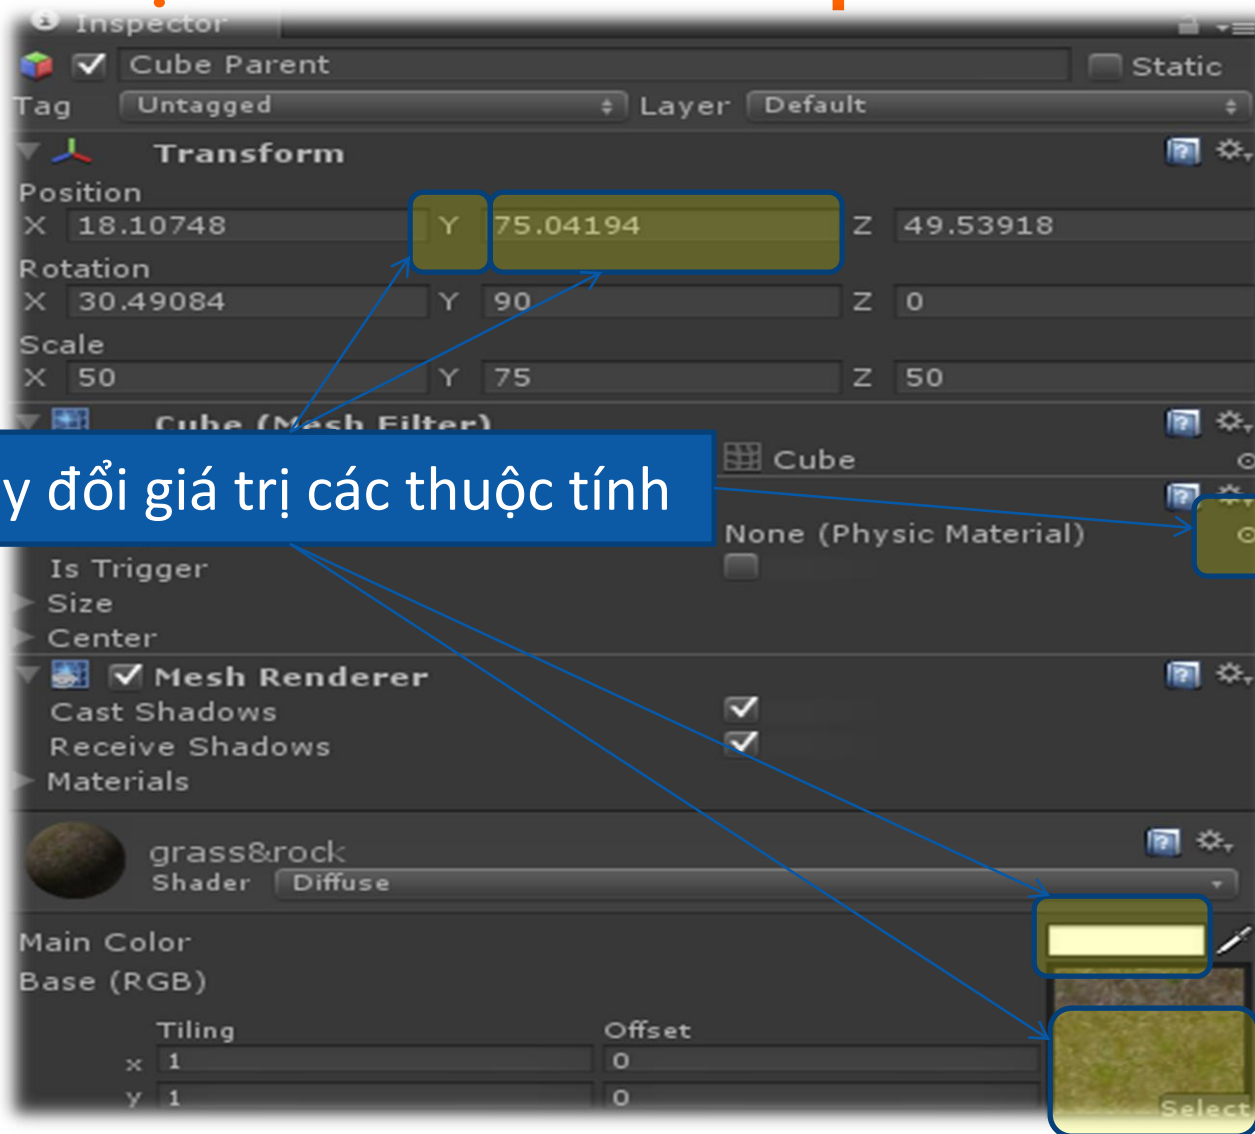 Inspector
Cube Parent Static
Tag Untagged Layer Default
Transform
Position
X 18.10748 Y 75.04194 Z 49.53918
Rotation
X 30.49084 Y 90 Z 0
Scale
X 50 Y 75 Z 50
Cube (Mesh Filter)
Cube
y đổi giá trị các thuộc tính
None (Physic Material)
Is Trigger
Size
Center
Mesh Renderer
Cast Shadows
Receive Shadows
Materials
grass&rock
Shader Diffuse
Main Color
Base (RGB)
Tiling Offset
x 1 0
y 1 0
Select